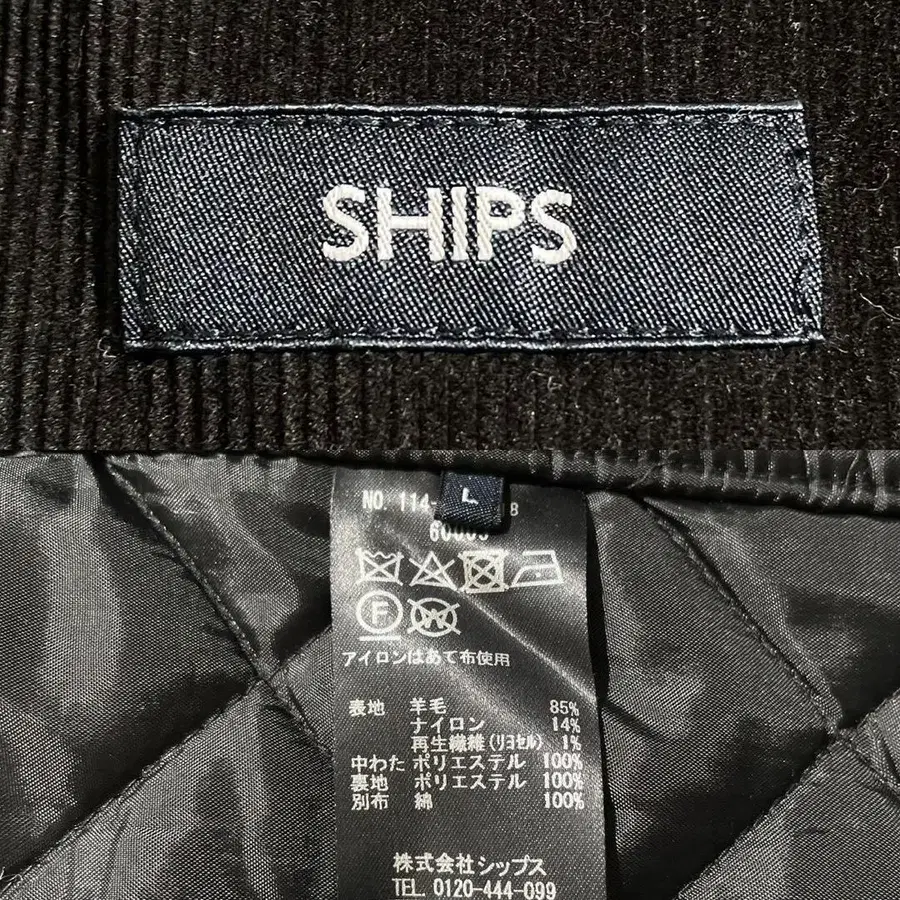 SHIPS
L
NO. 114- 18
アイロンはあて布使用
表地 羊毛 85%
ナイロン 14%
再生繊維(リヨセル) 1%
中わた ポリエステル 100%
裏地 ポリエステル 100%
別布 綿 100%
株式会社シップス
TEL. 0120-444-099